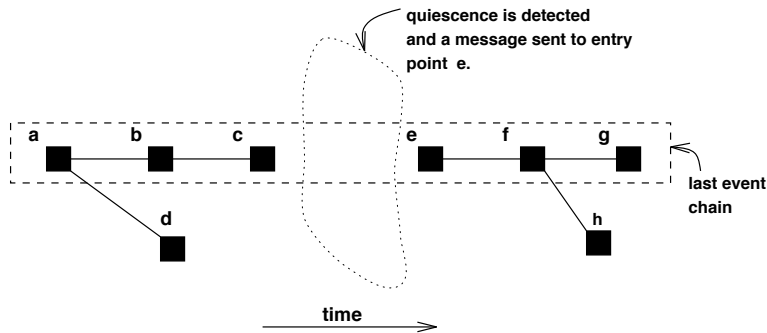 quiescence is detected
and a message sent to entry
point e.
a
b
c
e
f
g
d
h
last event
chain
time